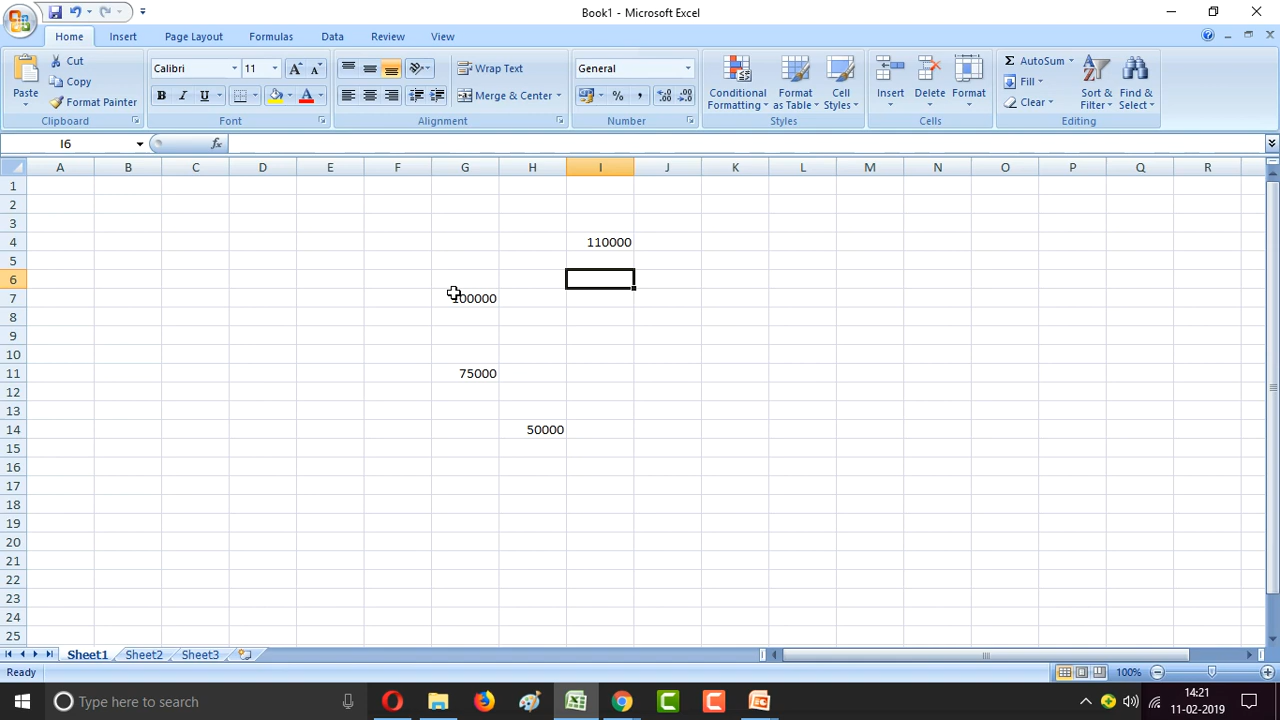 Book1 - Microsoft Excel
Home Insert Page Layout Formulas Data Review View
Paste
Cut
Copy
Format Painter
Clipboard
Calibri 11
B I U
Font
Wrap Text
Merge & Center
Alignment
General
% ,
Number
Conditional Formatting
Format as Table
Cell Styles
Styles
Insert
Delete
Format
Cells
Σ AutoSum
Fill
Clear
Sort & Filter
Find & Select
Editing
I6 fx
A B C D E F G H I J K L M N O P Q R
1
2
3
4 110000
5
6
7 100000
8
9
10
11 75000
12
13
14 50000
15
16
17
18
19
20
21
22
23
24
25
Sheet1 Sheet2 Sheet3
Ready 100%
Type here to search
14:21
11-02-2019